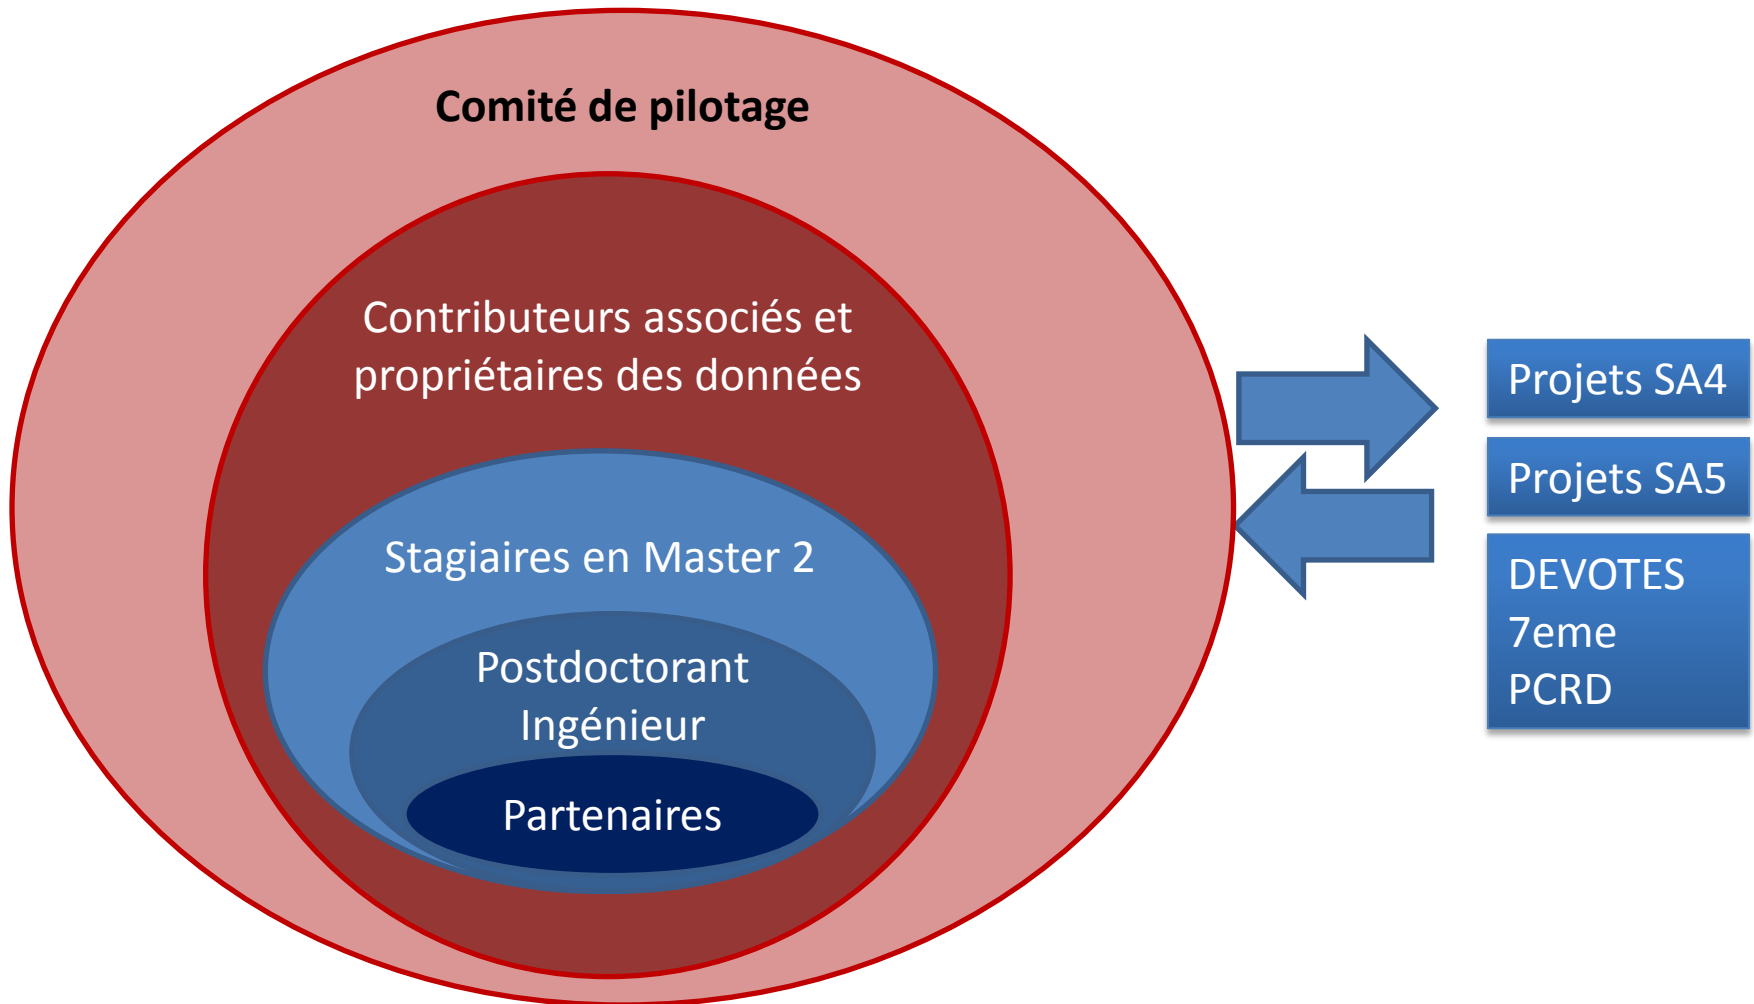 Comité de pilotage
Contributeurs associés et
propriétaires des données
Stagiaires en Master 2
Postdoctorant
Ingénieur
Partenaires
Projets SA4
Projets SA5
DEVOTES
7eme
PCRD